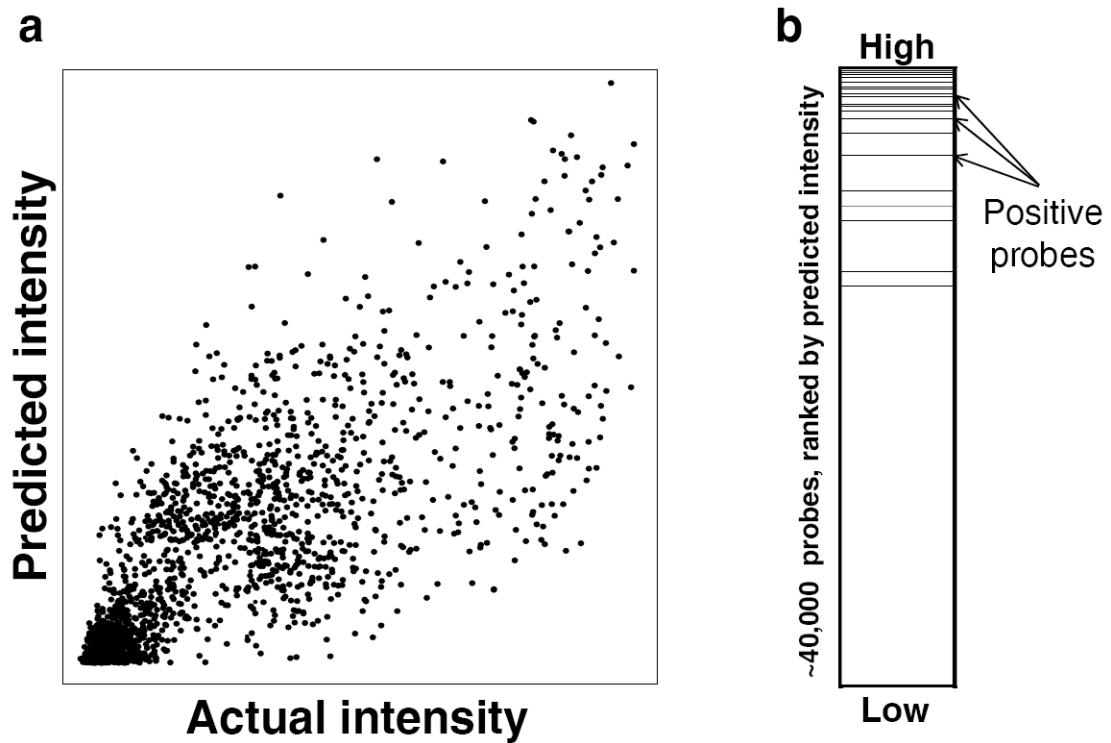 a
Predicted intensity
Actual intensity
b
High
~40,000 probes, ranked by predicted intensity
Positive
probes
Low